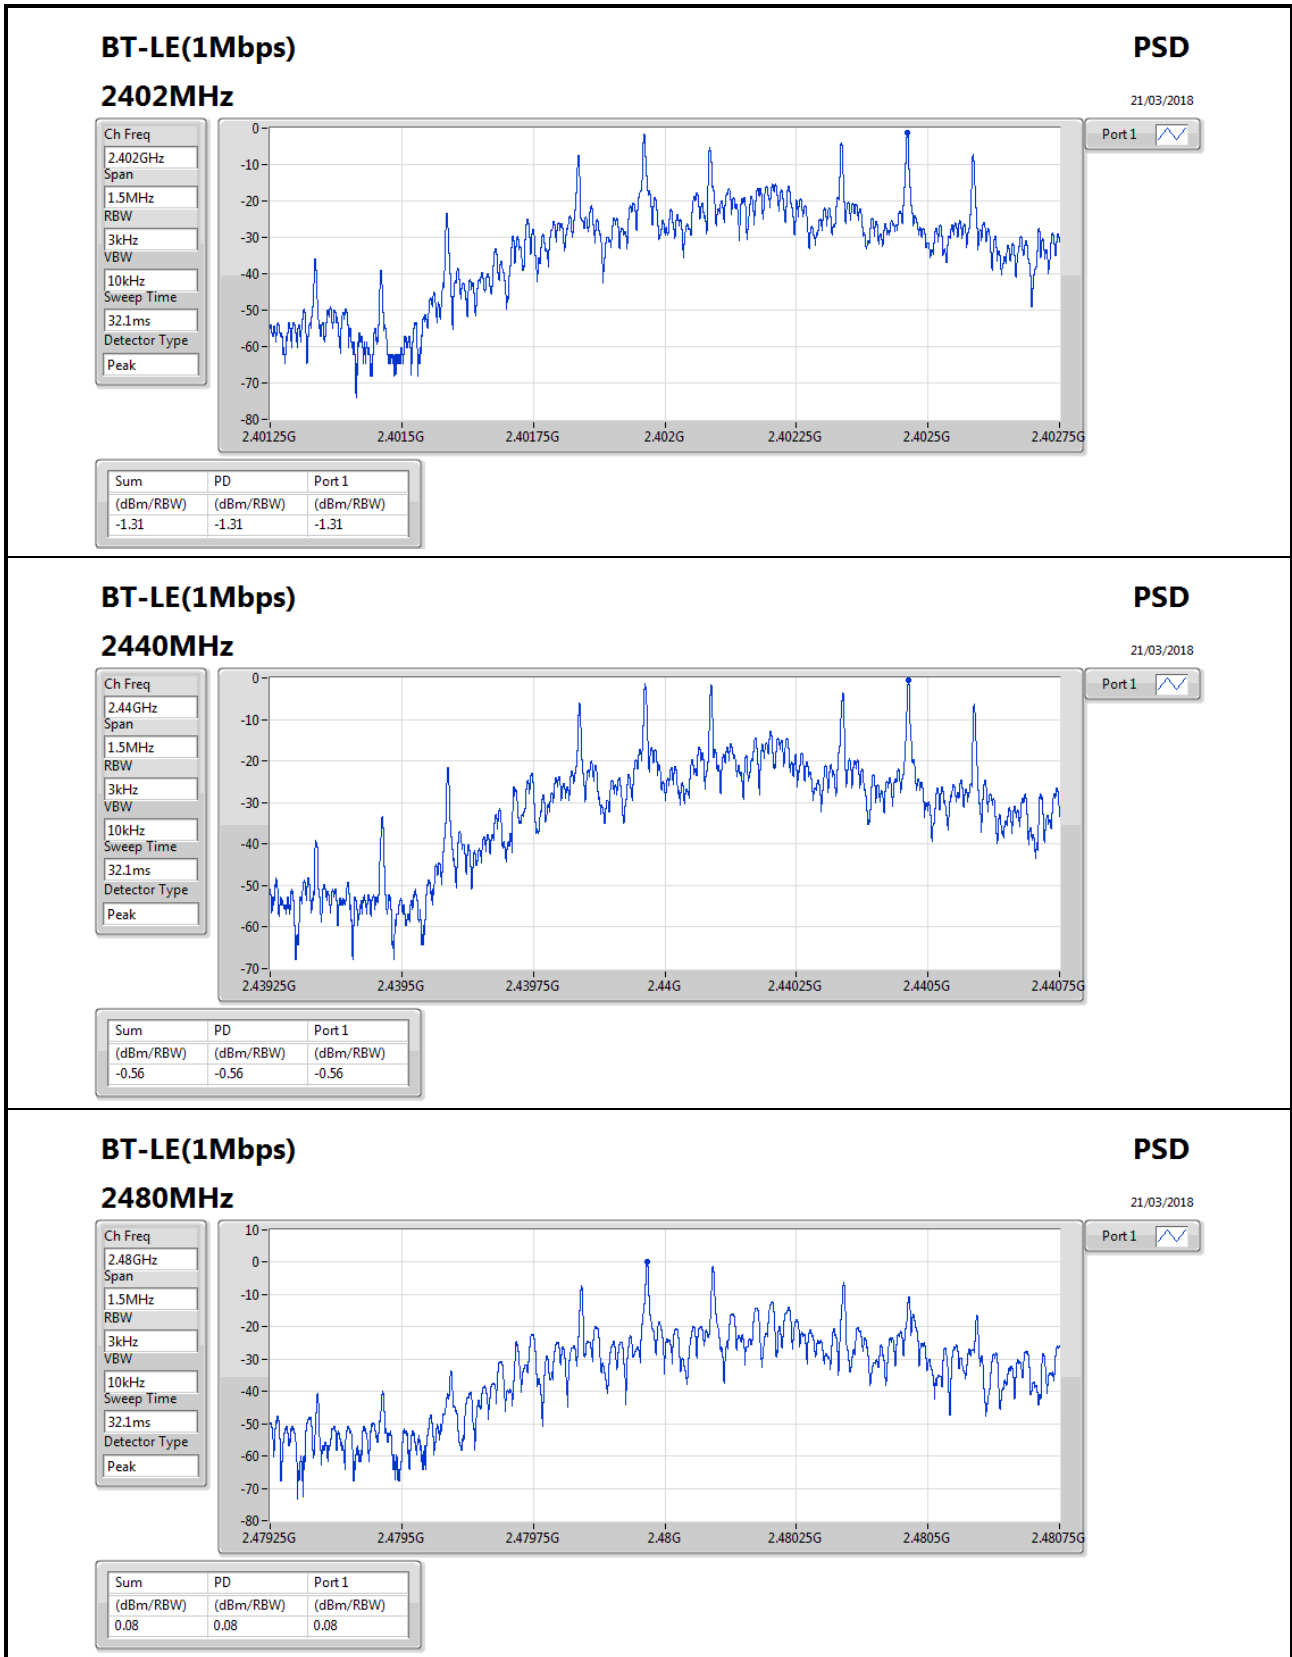 BT-LE(1Mbps) PSD
2402MHz 21/03/2018
Ch Freq
2.402GHz
Span
1.5MHz
RBW
3kHz
VBW
10kHz
Sweep Time
32.1ms
Detector Type
Peak
0
-10
-20
-30
-40
-50
-60
-70
-80
2.40125G 2.4015G 2.40175G 2.402G 2.40225G 2.4025G 2.40275G
Port 1
Sum PD Port 1
(dBm/RBW) (dBm/RBW) (dBm/RBW)
-1.31 -1.31 -1.31
BT-LE(1Mbps) PSD
2440MHz 21/03/2018
Ch Freq
2.44GHz
Span
1.5MHz
RBW
3kHz
VBW
10kHz
Sweep Time
32.1ms
Detector Type
Peak
0
-10
-20
-30
-40
-50
-60
-70
2.43925G 2.4395G 2.43975G 2.44G 2.44025G 2.4405G 2.44075G
Port 1
Sum PD Port 1
(dBm/RBW) (dBm/RBW) (dBm/RBW)
-0.56 -0.56 -0.56
BT-LE(1Mbps) PSD
2480MHz 21/03/2018
Ch Freq
2.48GHz
Span
1.5MHz
RBW
3kHz
VBW
10kHz
Sweep Time
32.1ms
Detector Type
Peak
10
0
-10
-20
-30
-40
-50
-60
-70
-80
2.47925G 2.4795G 2.47975G 2.48G 2.48025G 2.4805G 2.48075G
Port 1
Sum PD Port 1
(dBm/RBW) (dBm/RBW) (dBm/RBW)
0.08 0.08 0.08